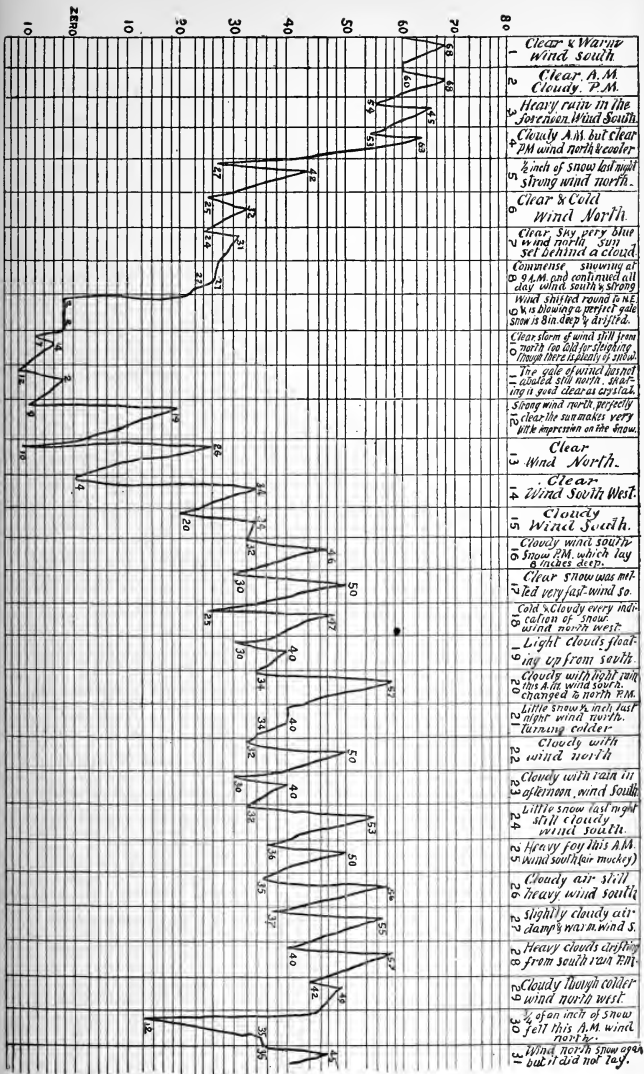 10
ZERO
10
20
30
40
50
60
70
80
1
Clear & Warm
Wind South
68
2
Clear, A.M.
Cloudy. P.M.
60
68
3
Heavy rain in the
forenoon. Wind South.
54
4
Cloudy A.M. but clear
P.M wind north & cooler
53
63
5
½ inch of snow last night
strong wind north.
27
42
6
Clear & Cold
Wind North.
25
32
7
Clear, Sky very blue
wind north, sun
set behind a cloud
24
31
8
Commense snowing at
9 A.M. and continued all
day wind south & strong
27
27
9
Wind shifted round to N.E.
& is blowing a perfect gale
snow is 8 in. deep & drifted.
10
Clear, storm of wind still from
north too cold for sleighing
though there is plenty of snow.
7
4
11
The gale of wind has not
abated still north, skat-
ing is good clear as crystal.
12
2
12
Strong wind north, perfectly
clear the sun makes very
little impression on the snow.
9
19
13
Clear
Wind North.
10
26
14
Clear
Wind South West.
4
34
15
Cloudy
Wind South.
20
34
16
Cloudy wind south
Snow P.M. which lay
8 inches deep.
32
46
17
Clear snow was mel-
ted very fast-wind so.
30
50
18
Cold & Cloudy every indi-
cation of snow.
wind north west.
25
47
19
Light clouds float-
ing up from south.
30
40
20
Cloudy with light rain
this A.M. wind south.
changed to north P.M.
34
57
21
Little snow ½ inch last
night wind north.
turning colder
34
40
22
Cloudy with
wind north
32
50
23
Cloudy with rain in
afternoon, wind South
30
40
24
Little snow last night
still cloudy
wind south.
32
53
25
Heavy foy this A.M.
wind south (air muckey)
36
50
26
Cloudy air still
heavy wind south
35
27
slightly cloudy air
damp & warm. wind S.
37
55
28
Heavy clouds drifting
from south rain P.M.
40
57
29
Cloudy though colder
wind north west.
42
49
30
¾ of an inch of snow
fell this A.M. wind
north.
12
35
31
Wind north snow again
but it did not lay.
35
45